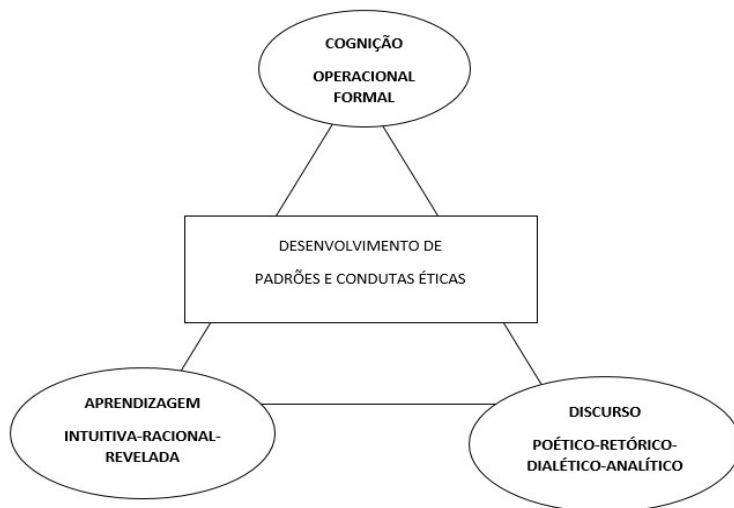 COGNIÇÃO
OPERACIONAL
FORMAL
DESENVOLVIMENTO DE
PADRÕES E CONDUTAS ÉTICAS
APRENDIZAGEM
INTUITIVA-RACIONAL-
REVELADA
DISCURSO
POÉTICO-RETÓRICO-
DIALÉTICO-ANALÍTICO